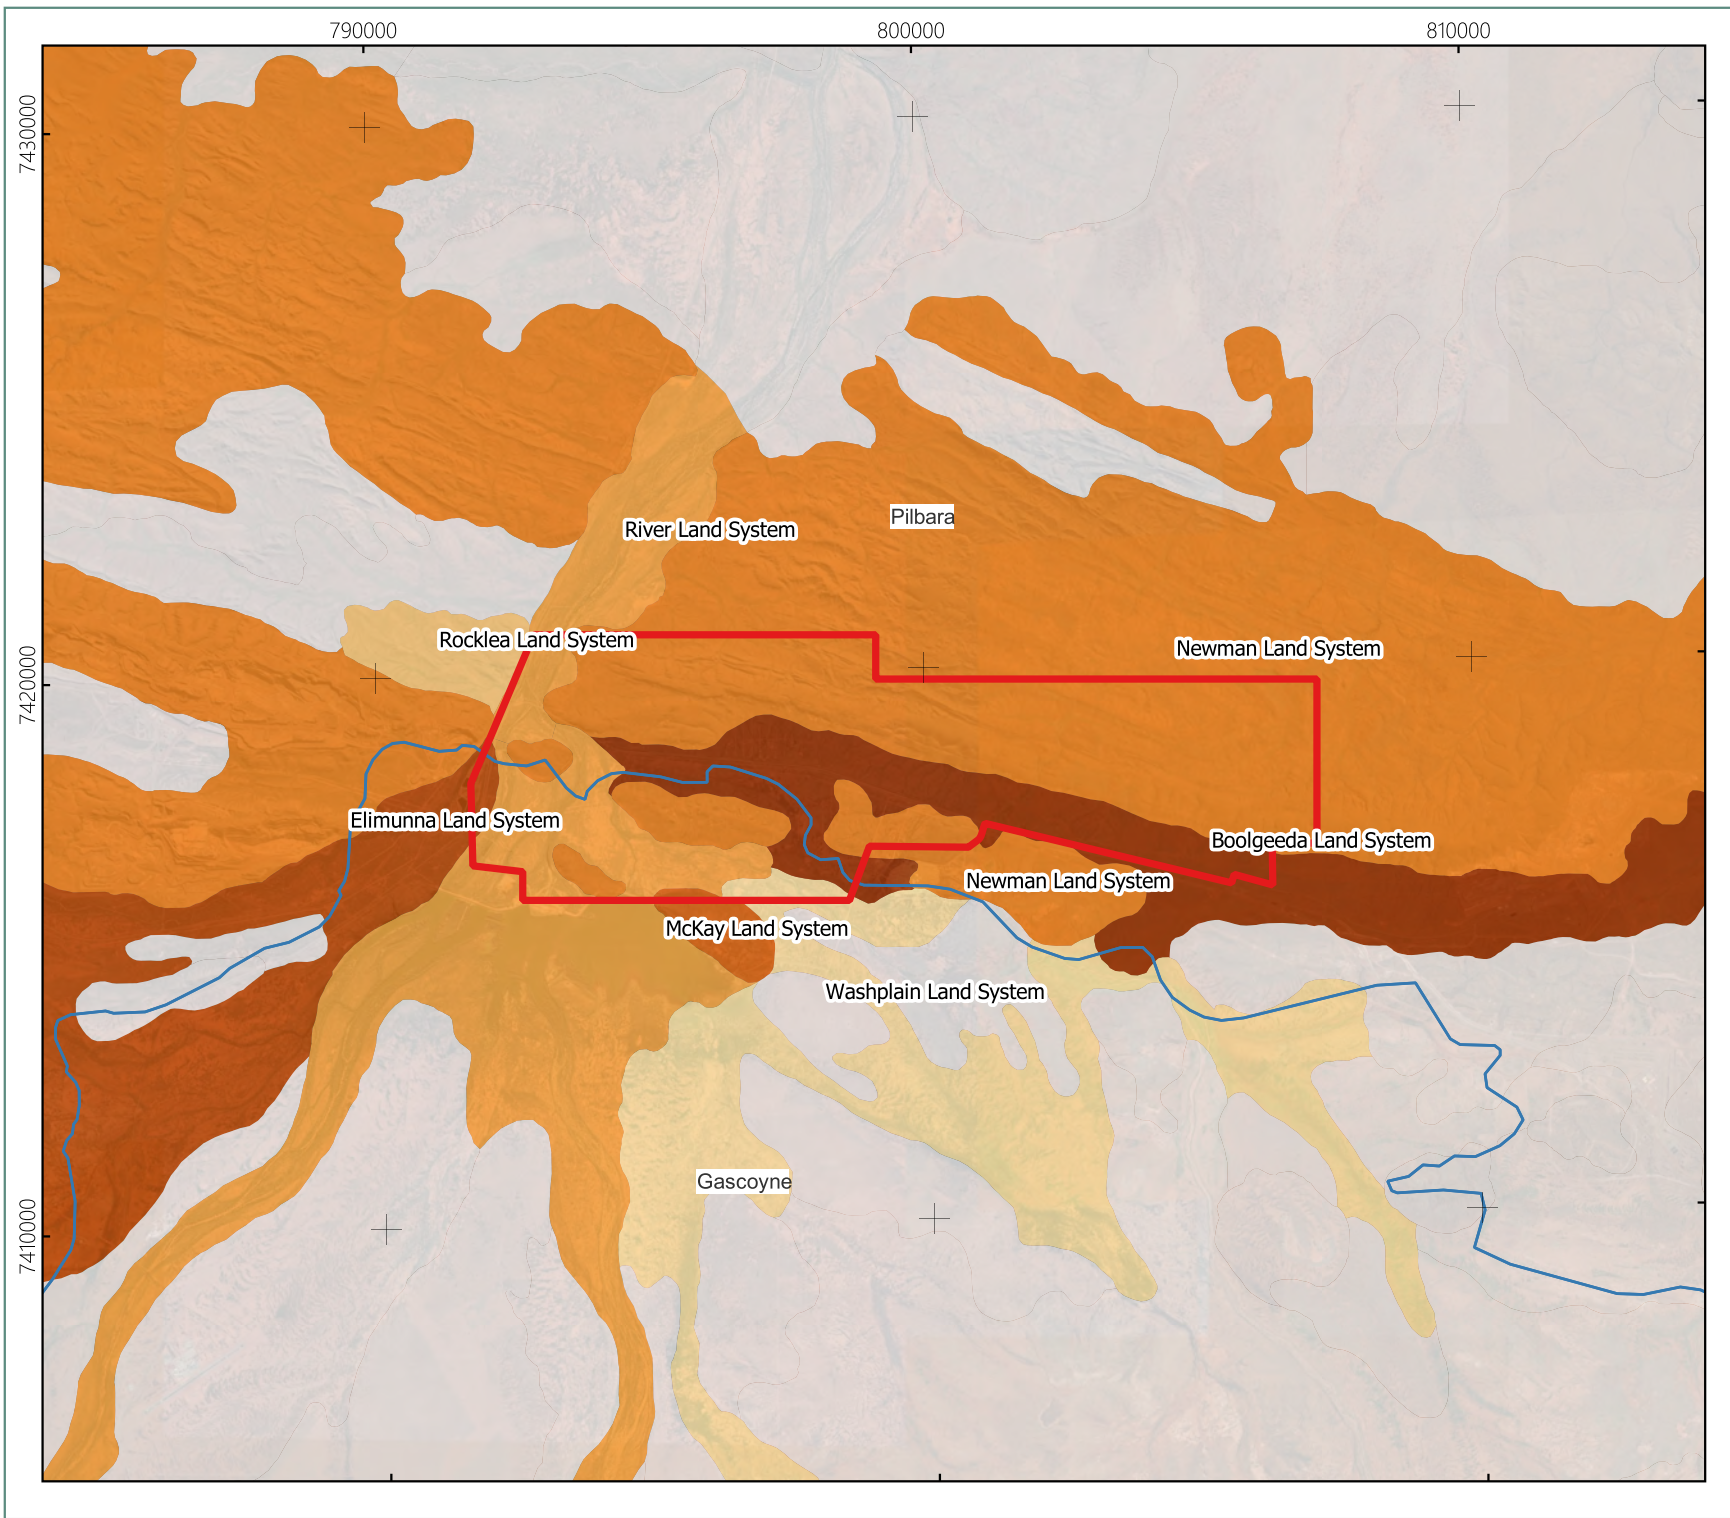 790000
800000
810000
7430000
Pilbara
River Land System
Rocklea Land System
Newman Land System
7420000
Elimunna Land System
Boolgeeda Land System
Newman Land System
McKay Land System
Washplain Land System
Gascoyne
7410000